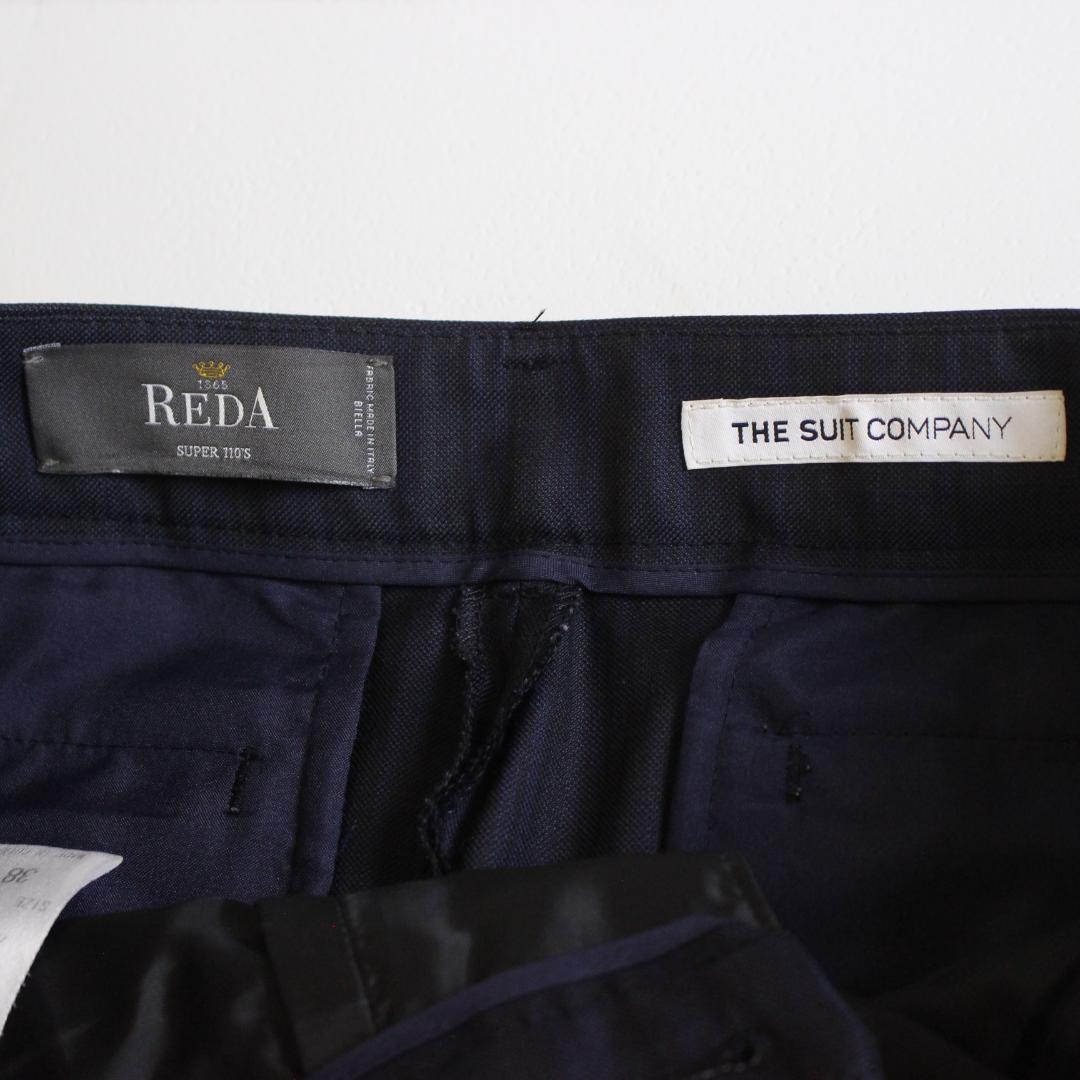 1865
REDA
SUPER 110'S
FABRIC MADE IN ITALY
BIELLA
THE SUIT COMPANY
38
SIZE